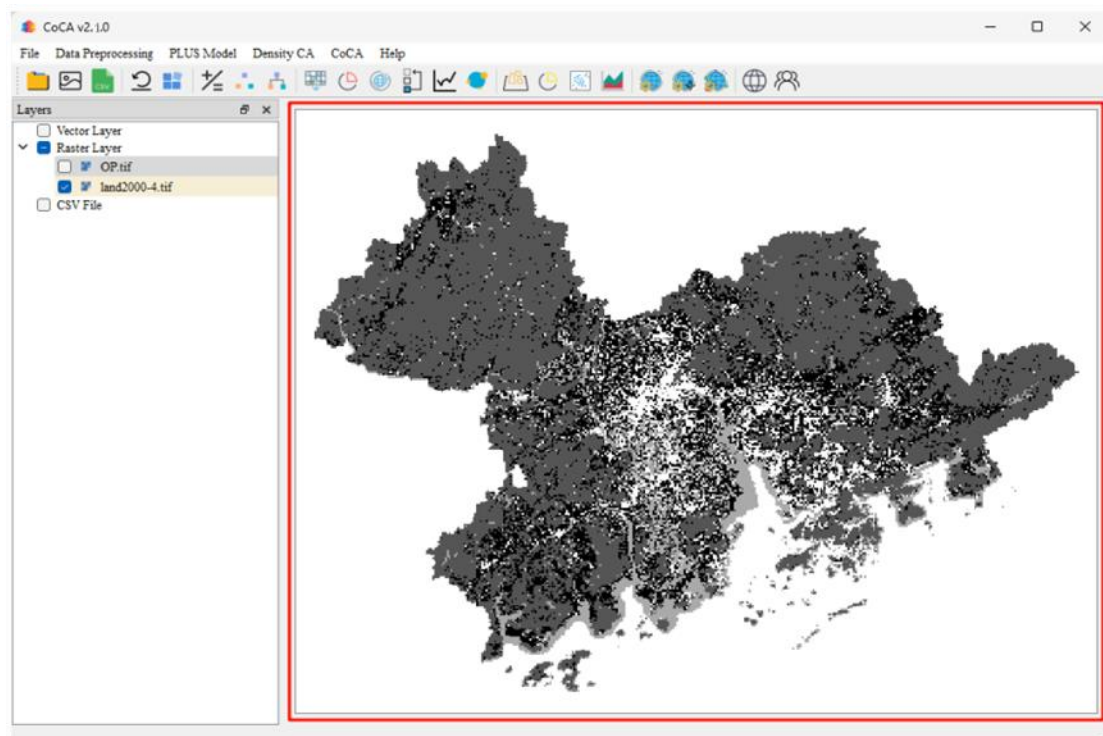 CoCA v2.1.0
File Data Preprocessing PLUS Model Density CA CoCA Help
Layers
Vector Layer
Raster Layer
OP.tif
land2000-4.tif
CSV File